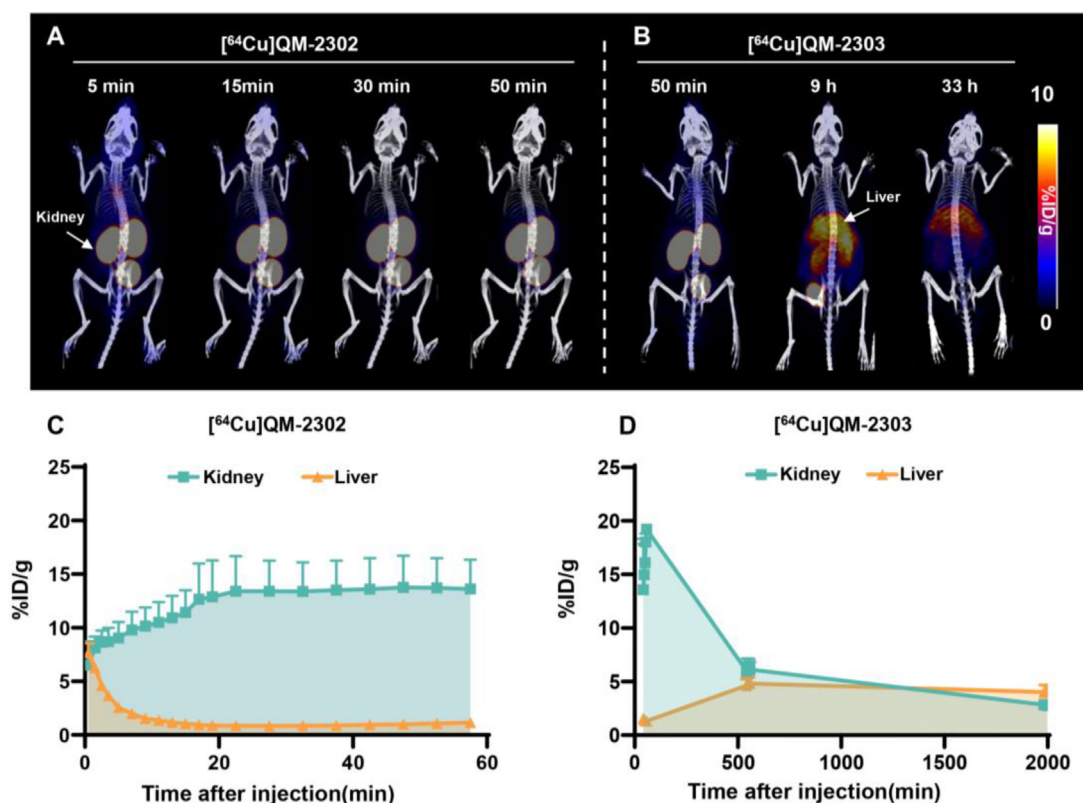 A
[⁶⁴Cu]QM-2302
5 min
15min
30 min
50 min
Kidney
B
[⁶⁴Cu]QM-2303
50 min
9 h
33 h
Liver
10
%ID/g
0
C
[⁶⁴Cu]QM-2302
Kidney
Liver
25
20
15
10
5
0
%ID/g
0
20
40
60
Time after injection(min)
D
[⁶⁴Cu]QM-2303
Kidney
Liver
25
20
15
10
5
0
%ID/g
0
500
1000
1500
2000
Time after injection(min)